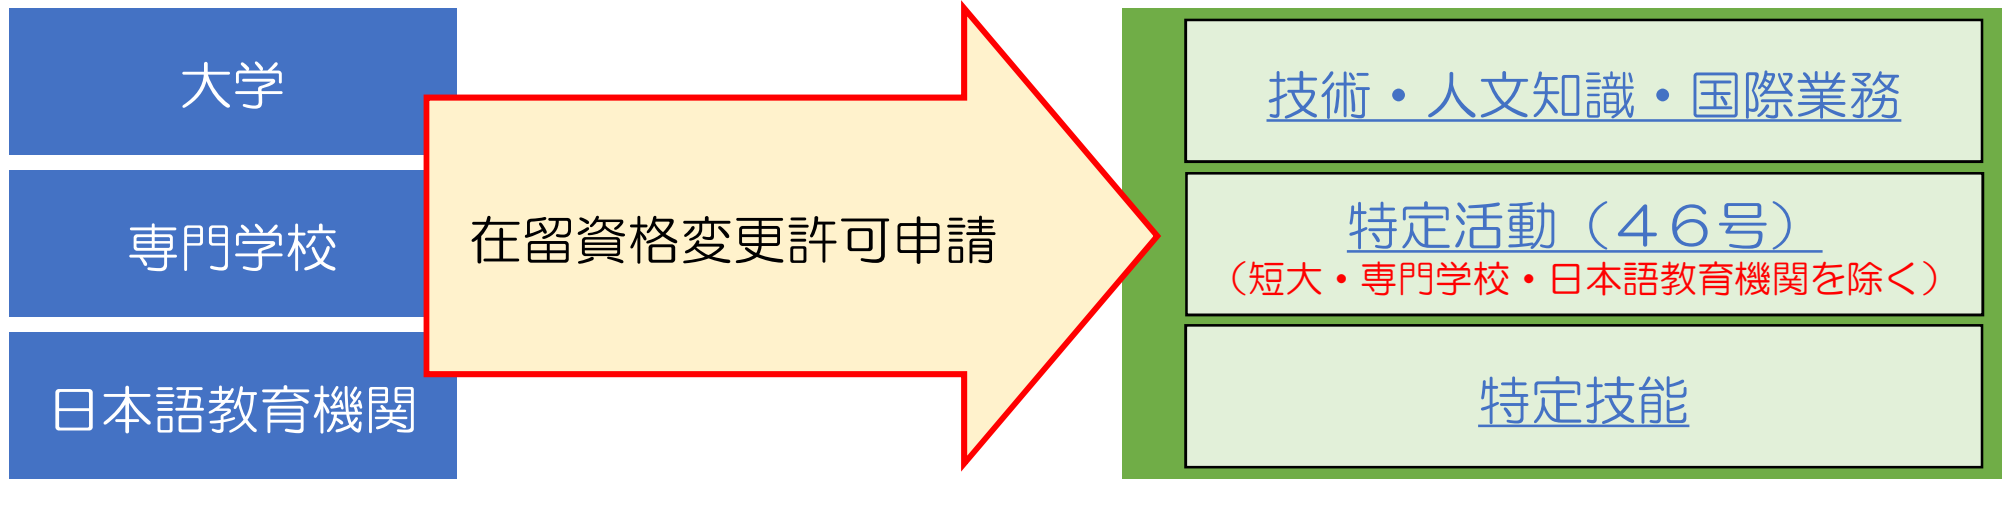 大学
専門学校
日本語教育機関
在留資格変更許可申請
技術・人文知識・国際業務
特定活動（４６号）
（短大・専門学校・日本語教育機関を除く）
特定技能